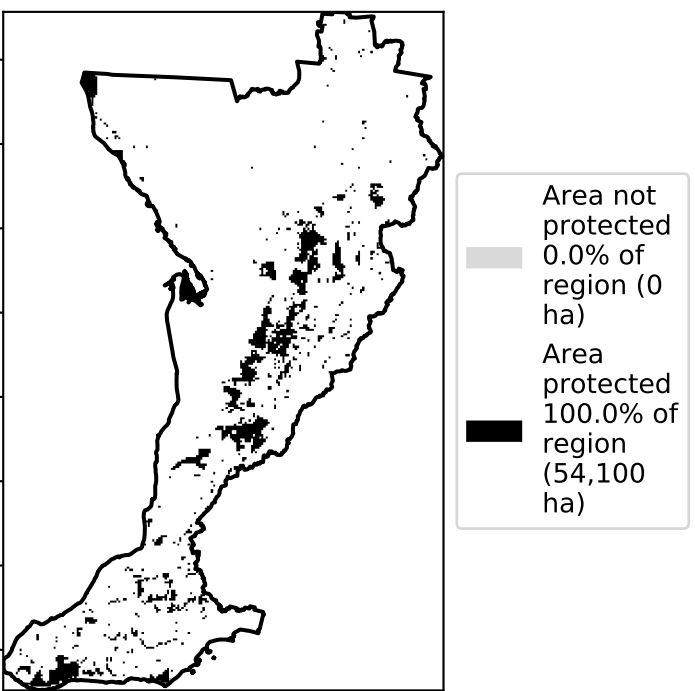 Area not
protected
0.0% of
region (0
ha)
Area
protected
100.0% of
region
(54,100
ha)